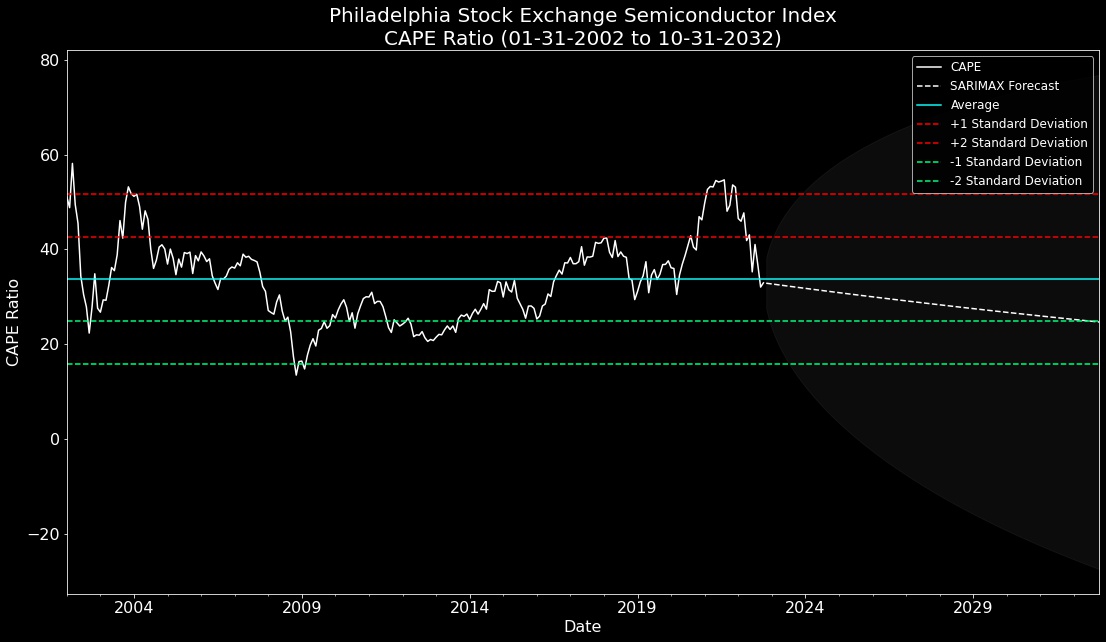 Philadelphia Stock Exchange Semiconductor Index
CAPE Ratio (01-31-2002 to 10-31-2032)
CAPE
SARIMAX Forecast
Average
+1 Standard Deviation
+2 Standard Deviation
-1 Standard Deviation
-2 Standard Deviation
80
60
40
20
0
−20
CAPE Ratio
2004
2009
2014
2019
2024
2029
Date